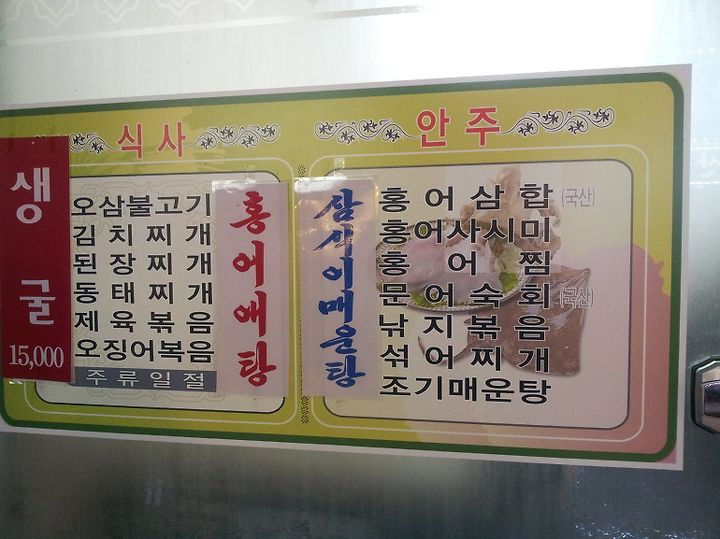 생굴
15,000
식사
오삼불고기
김치찌개
된장찌개
동태찌개
제육볶음
오징어복음
주류일절
홍어애탕
안주
삼시이매운탕
홍어삼합 (국산)
홍어사시미
홍어찜
문어숙회 (국산)
낚지볶음
섞어찌개
조기매운탕